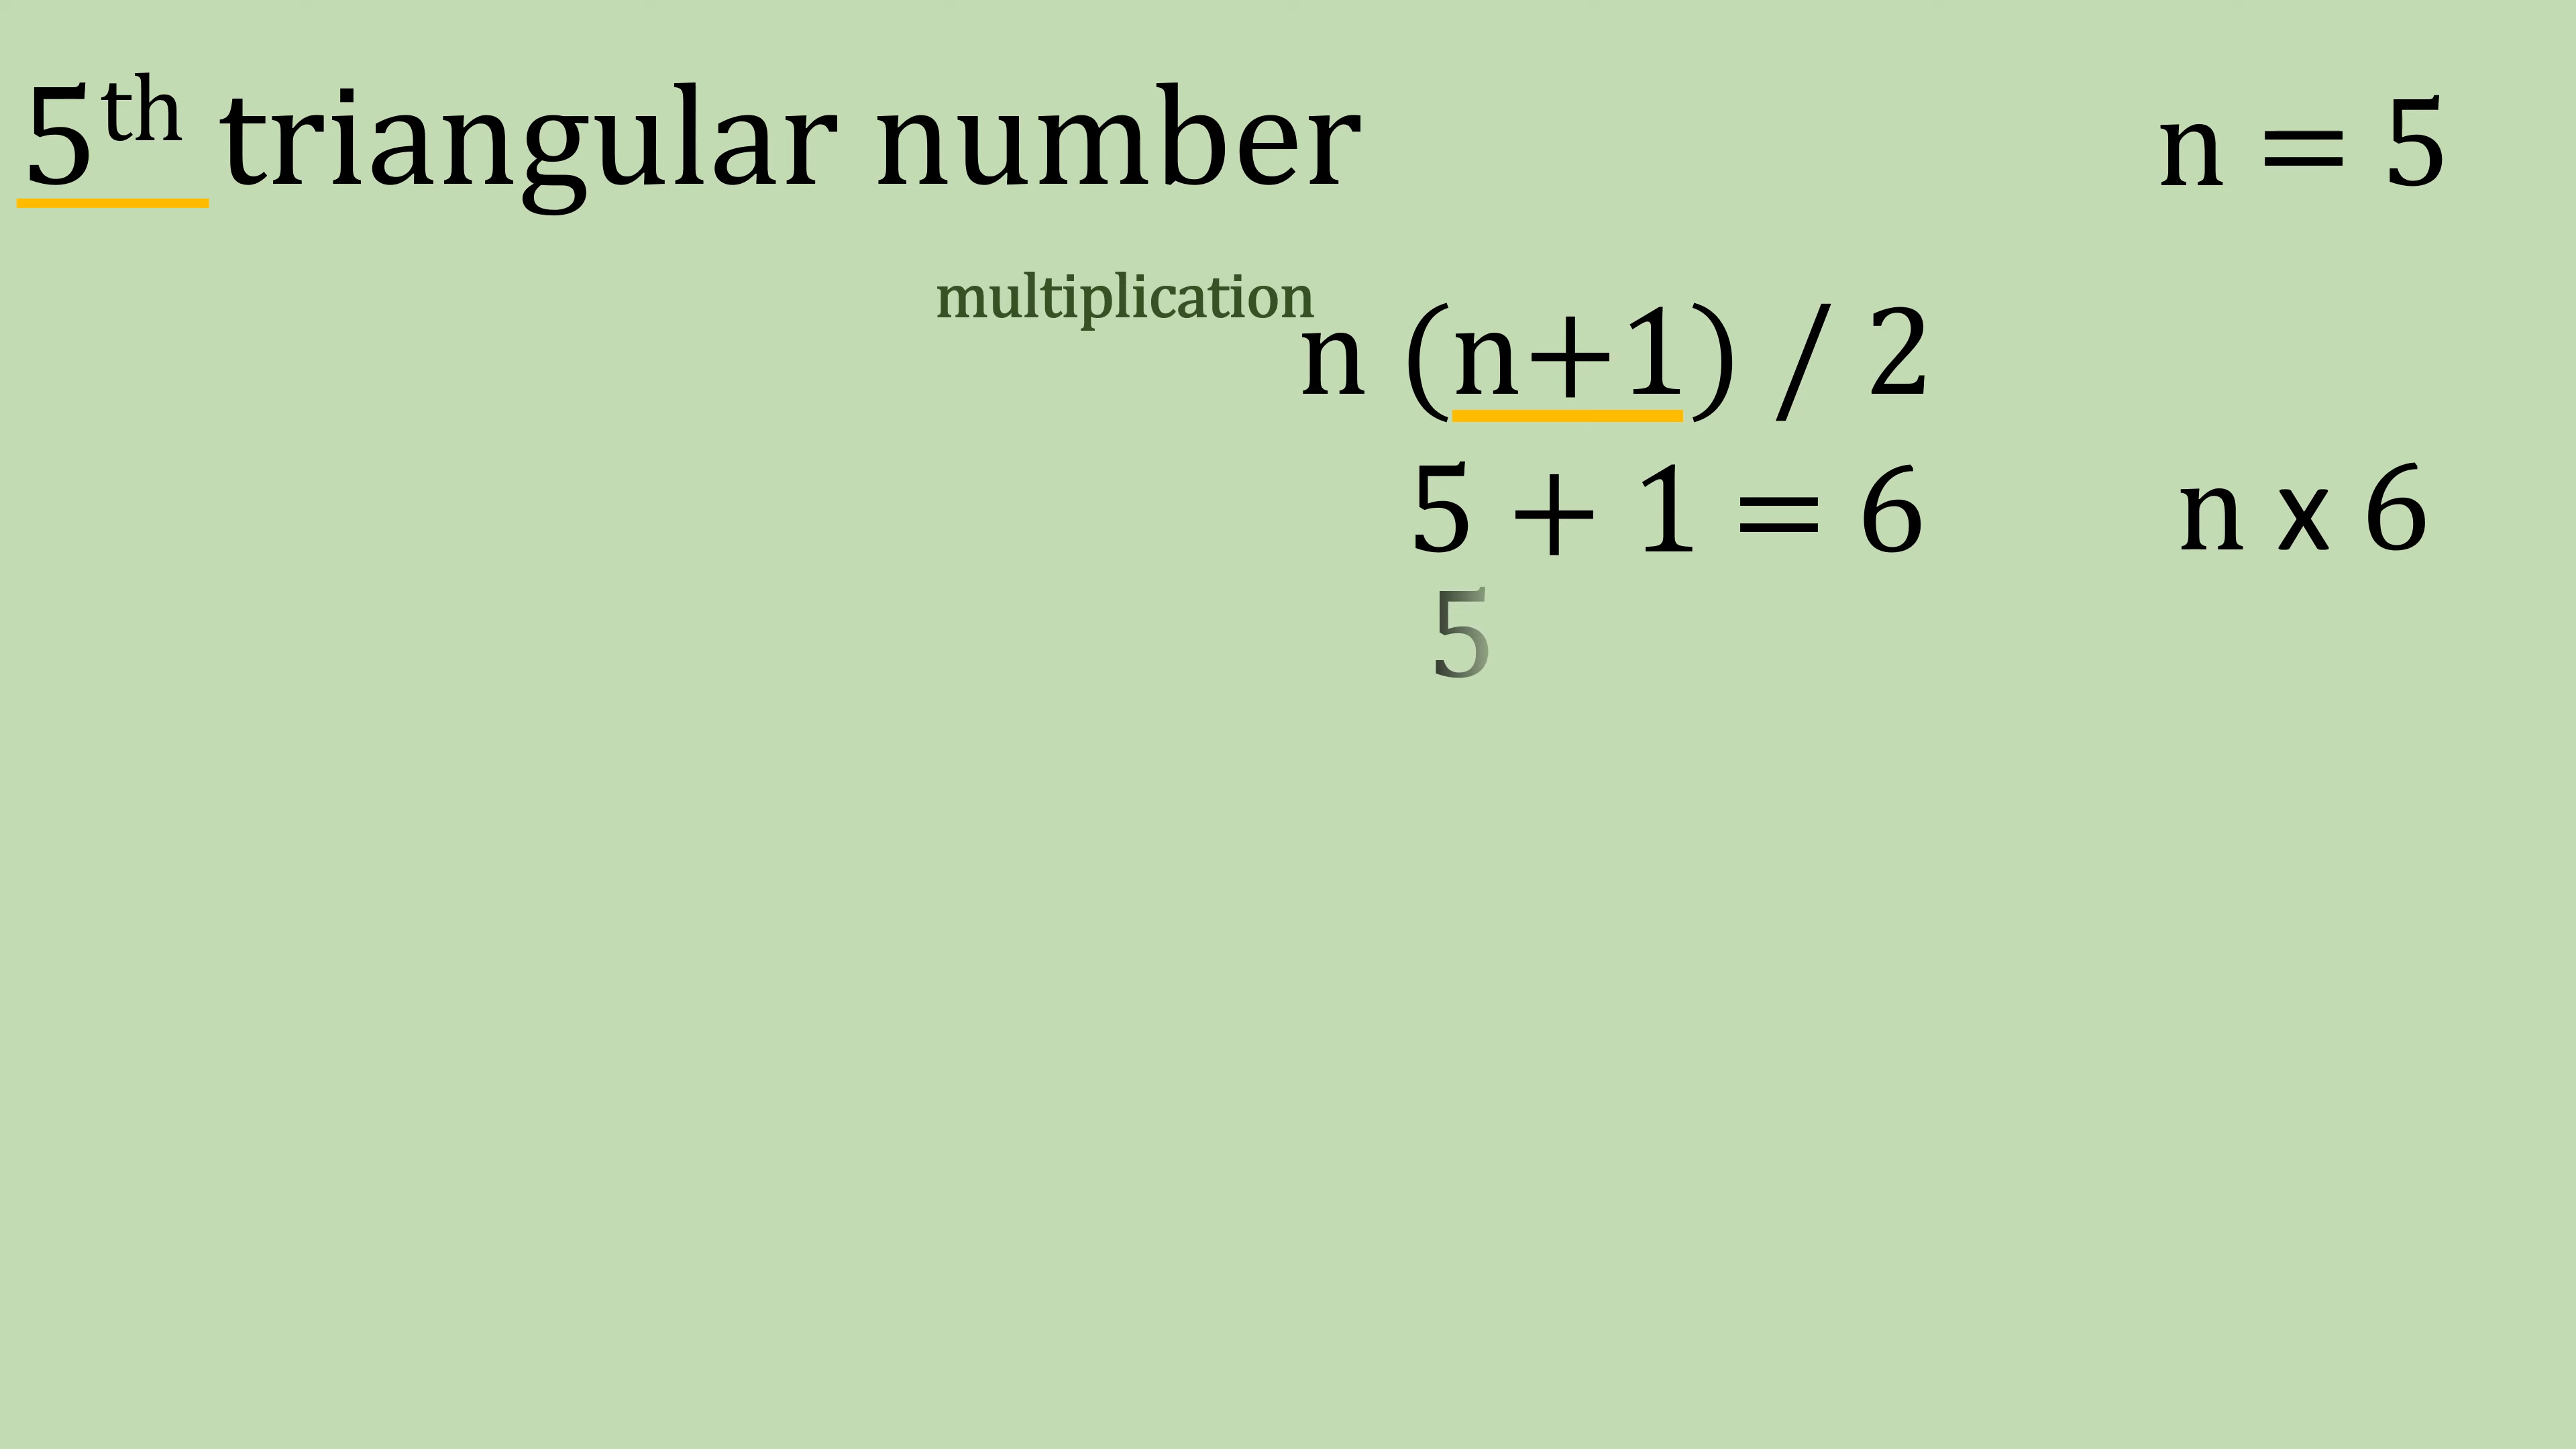 5th triangular number
n = 5
multiplication
n (n+1) / 2
5 + 1 = 6
n x 6
5